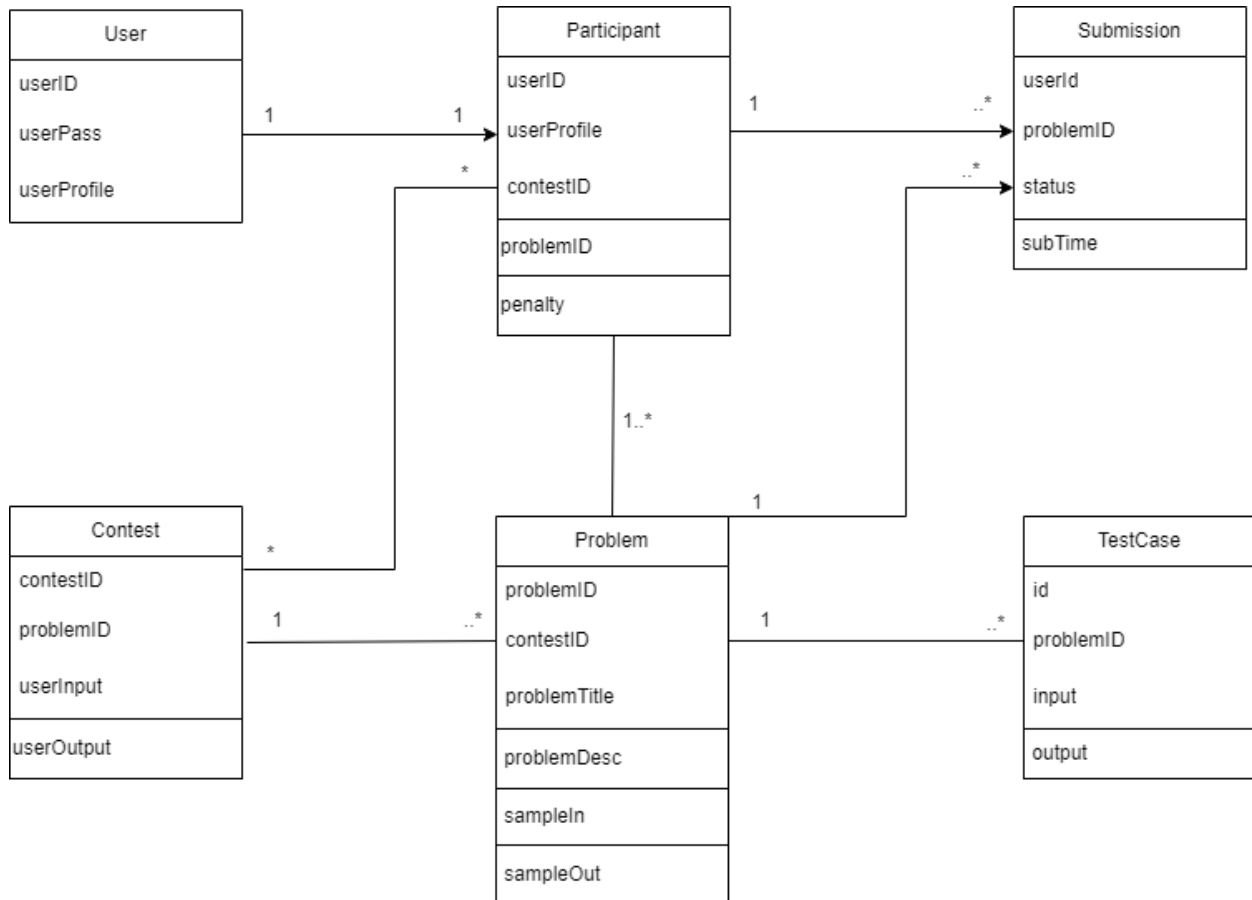 User
userID
userPass
userProfile
Participant
userID
userProfile
contestID
problemID
penalty
Submission
userId
problemID
status
subTime
1
1
1
..*
*
..*
1..*
1
*
1
..*
1
..*
Contest
contestID
problemID
userInput
userOutput
Problem
problemID
contestID
problemTitle
problemDesc
sampleIn
sampleOut
TestCase
id
problemID
input
output